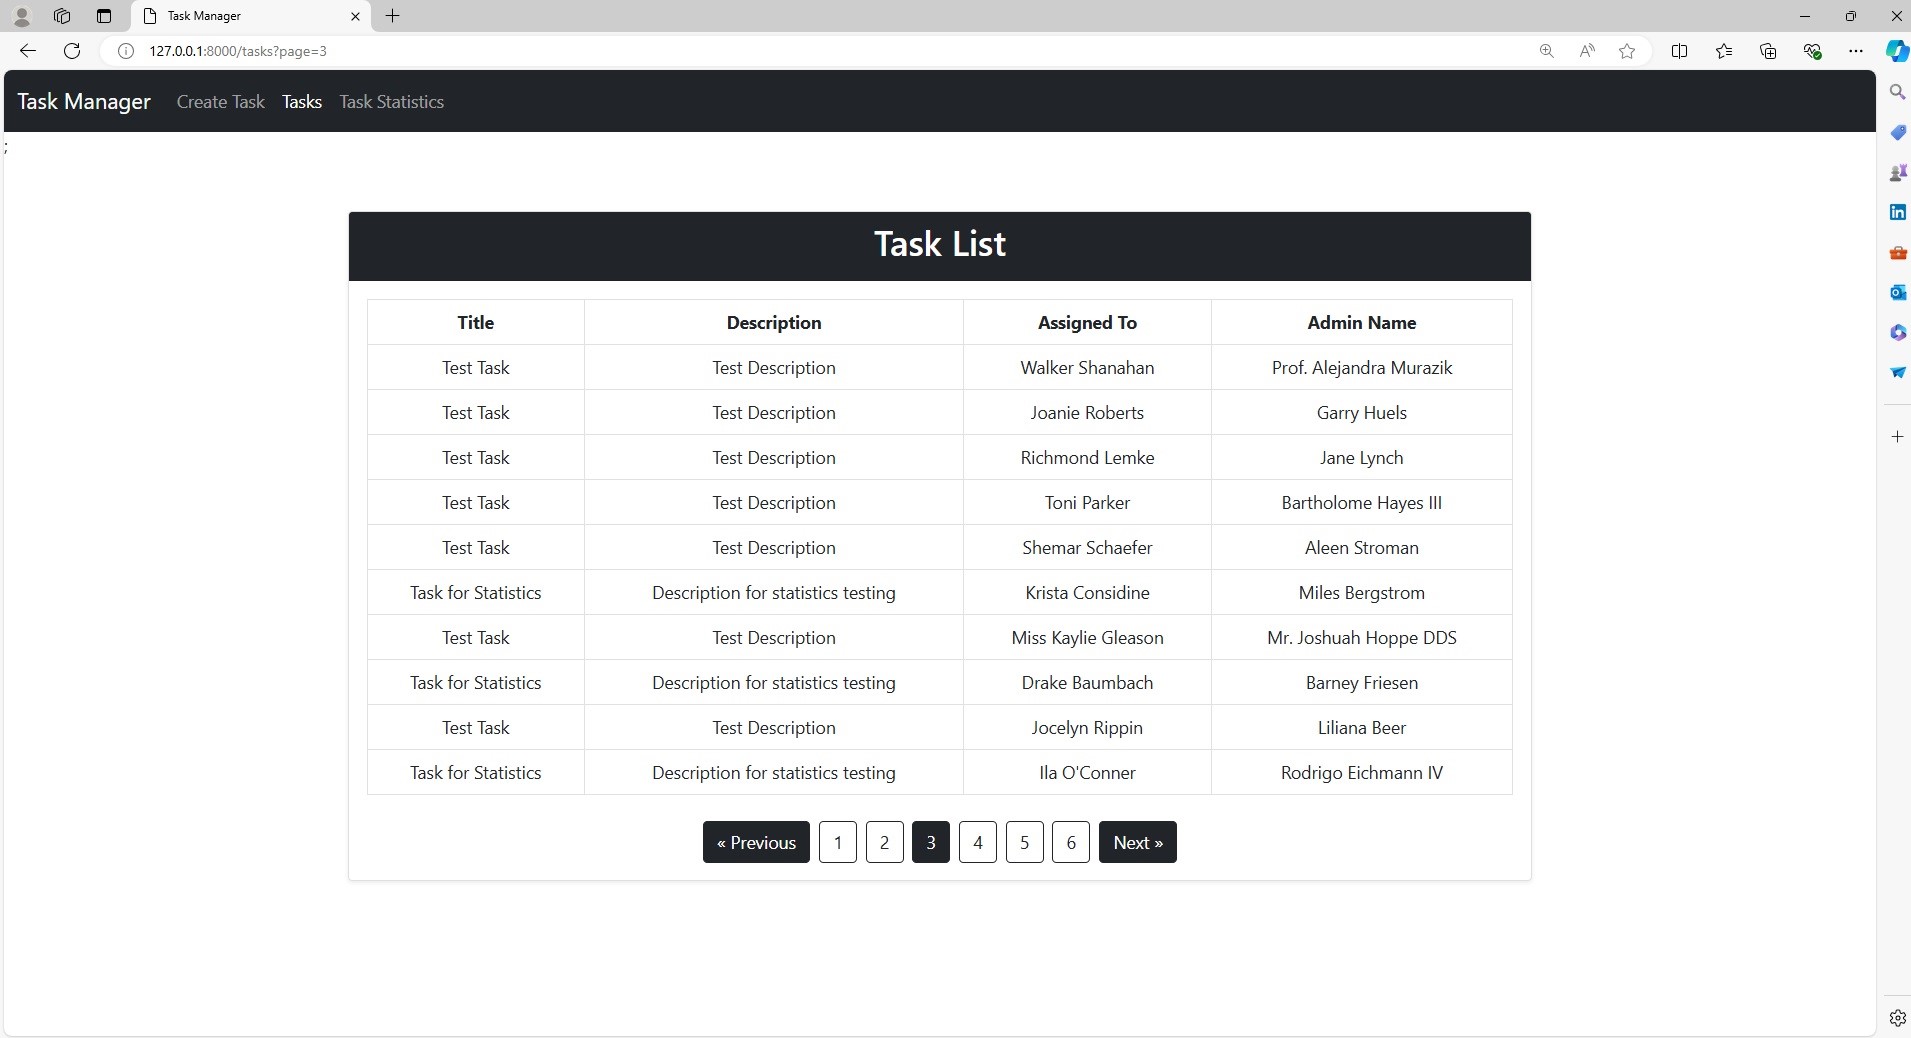 Task Manager
127.0.0.1:8000/tasks?page=3
Task Manager Create Task Tasks Task Statistics
;
Task List
Title Description Assigned To Admin Name
Test Task Test Description Walker Shanahan Prof. Alejandra Murazik
Test Task Test Description Joanie Roberts Garry Huels
Test Task Test Description Richmond Lemke Jane Lynch
Test Task Test Description Toni Parker Bartholome Hayes III
Test Task Test Description Shemar Schaefer Aleen Stroman
Task for Statistics Description for statistics testing Krista Considine Miles Bergstrom
Test Task Test Description Miss Kaylie Gleason Mr. Joshuah Hoppe DDS
Task for Statistics Description for statistics testing Drake Baumbach Barney Friesen
Test Task Test Description Jocelyn Rippin Liliana Beer
Task for Statistics Description for statistics testing Ila O'Conner Rodrigo Eichmann IV
« Previous 1 2 3 4 5 6 Next »